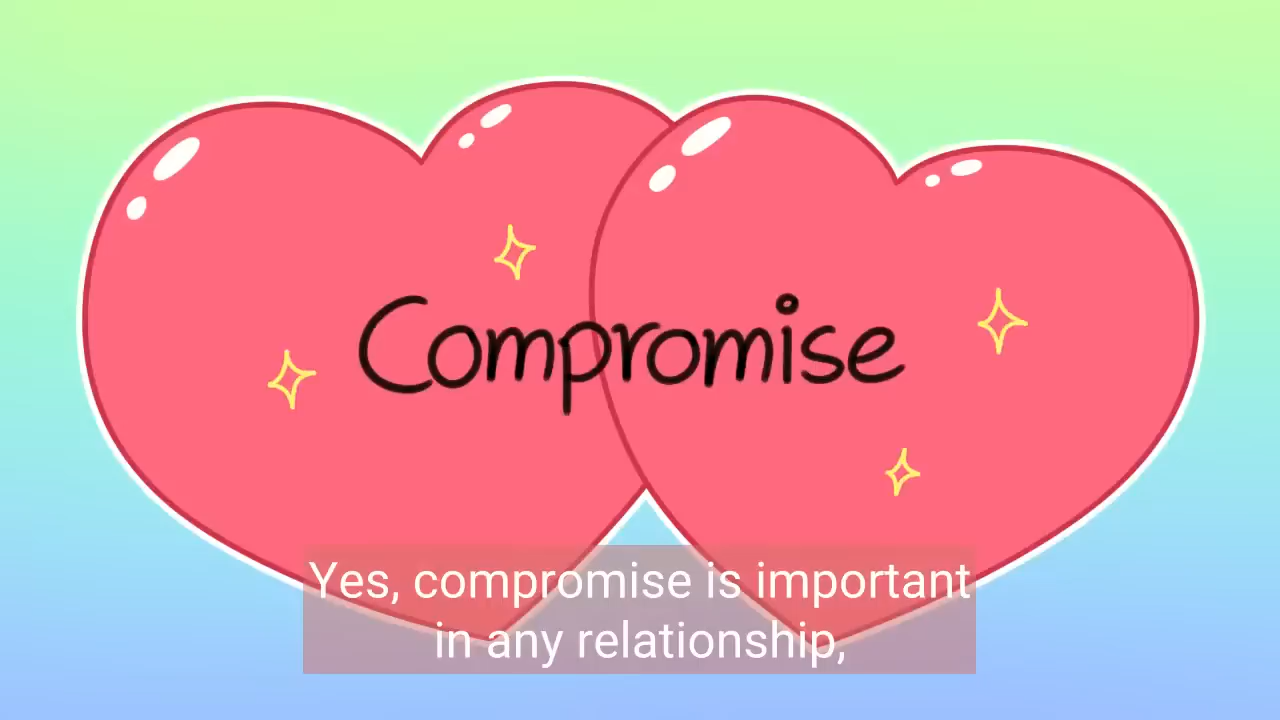 Compromise
Yes, compromise is important
in any relationship,